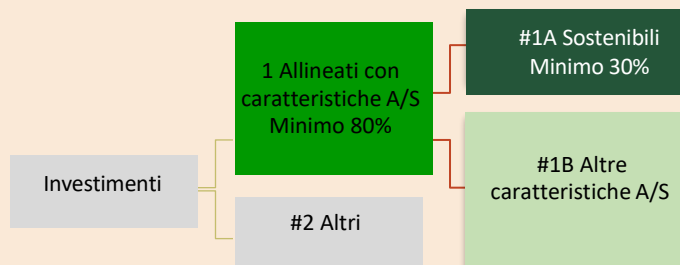 #1A Sostenibili
Minimo 30%
1 Allineati con
caratteristiche A/S
Minimo 80%
#1B Altre
caratteristiche A/S
Investimenti
#2 Altri